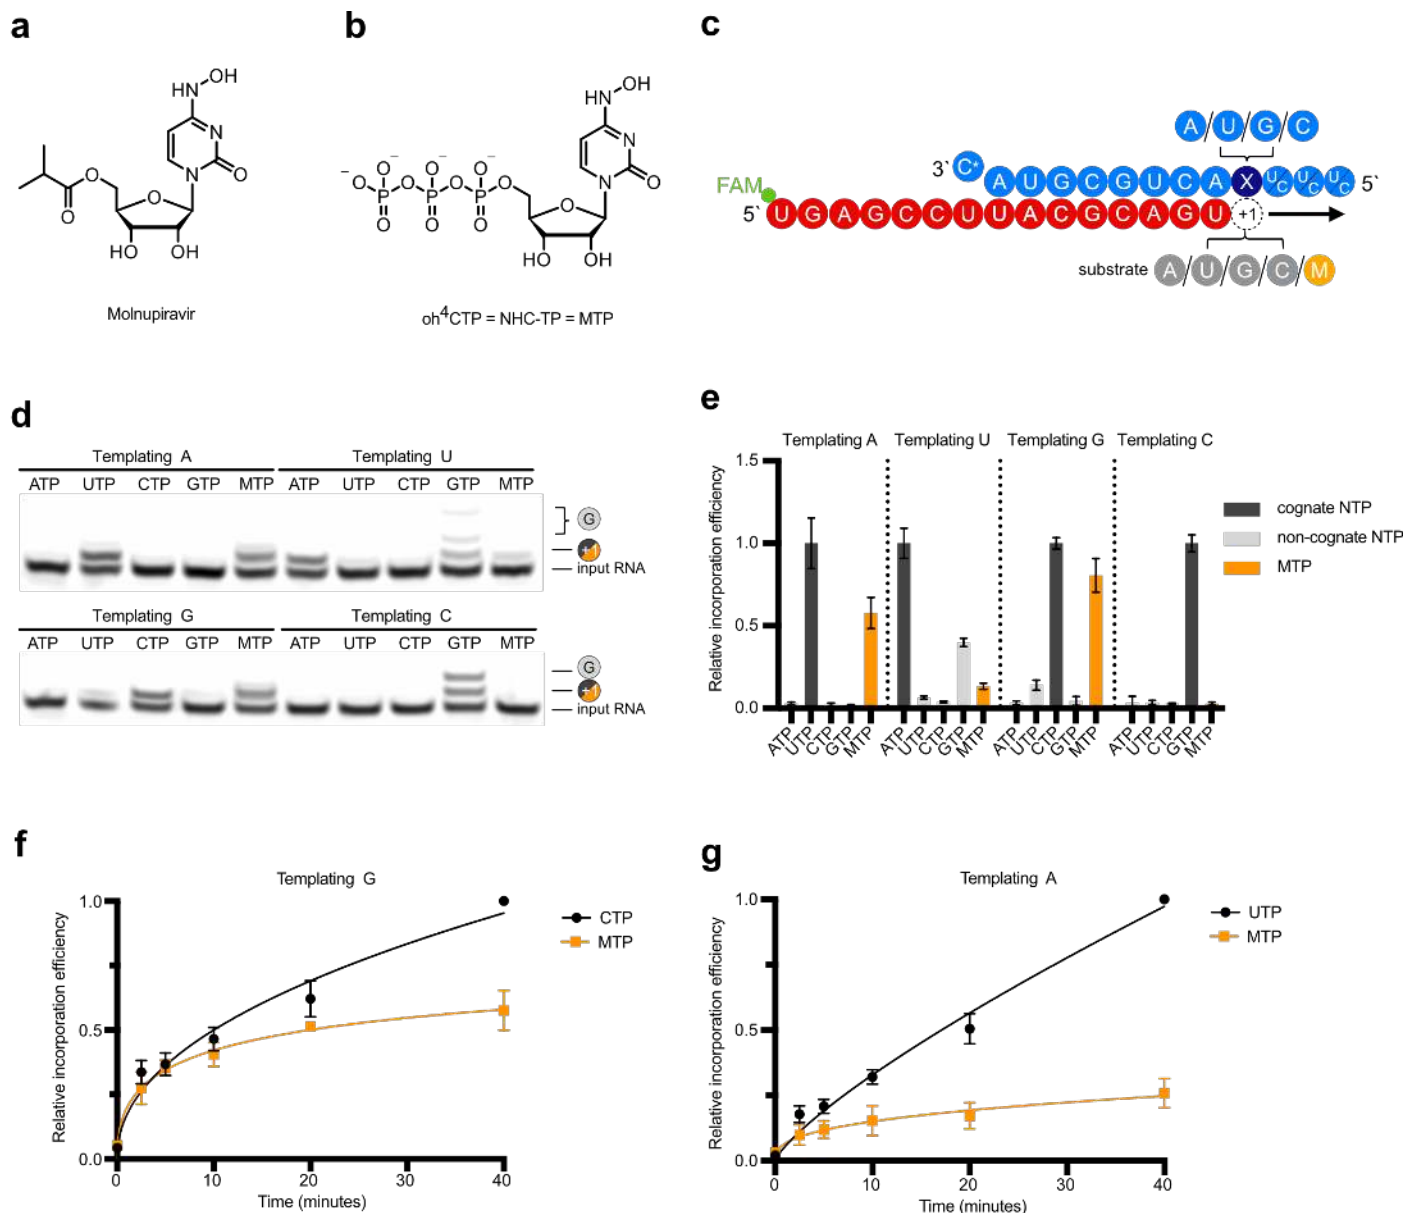 a
b
c
HN
OH
N
N
O
O
O
O
HO
OH
Molnupiravir
HN
OH
N
N
O
O⁻ O⁻ O⁻
⁻O P O P O P O
O O O
O
HO OH
oh⁴CTP = NHC-TP = MTP
A / U / G / C
3` C* A U G C G U C A X U/C U/C U/C 5`
FAM
5` U G A G C C U U A C G C A G U +1
substrate A / U / G / C / M
d
Templating A Templating U
ATP UTP CTP GTP MTP ATP UTP CTP GTP MTP
G
+1
input RNA
Templating G Templating C
ATP UTP CTP GTP MTP ATP UTP CTP GTP MTP
G
+1
input RNA
e
Templating A Templating U Templating G Templating C
Relative incorporation efficiency
1.5
1.0
0.5
0.0
ATP UTP CTP GTP MTP ATP UTP CTP GTP MTP ATP UTP CTP GTP MTP ATP UTP CTP GTP MTP
cognate NTP
non-cognate NTP
MTP
f
Templating G
Relative incorporation efficiency
1.0
0.5
0.0
0 10 20 30 40
Time (minutes)
CTP
MTP
g
Templating A
Relative incorporation efficiency
1.0
0.5
0.0
0 10 20 30 40
Time (minutes)
UTP
MTP